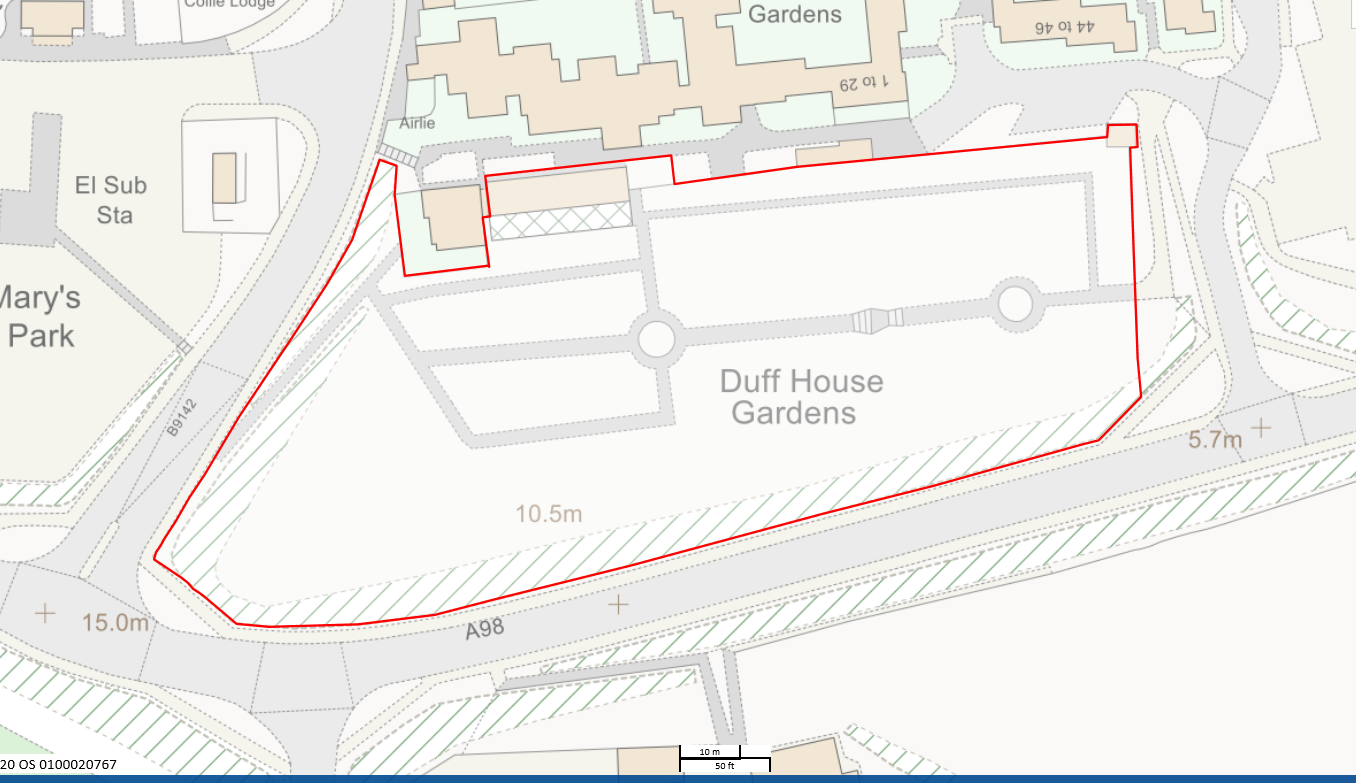 Collie Lodge
Gardens
44 to 46
1 to 29
Airlie
El Sub
Sta
Mary's
Park
B9142
Duff House
Gardens
5.7m
10.5m
15.0m
A98
10 m
50 ft
20 OS 0100020767